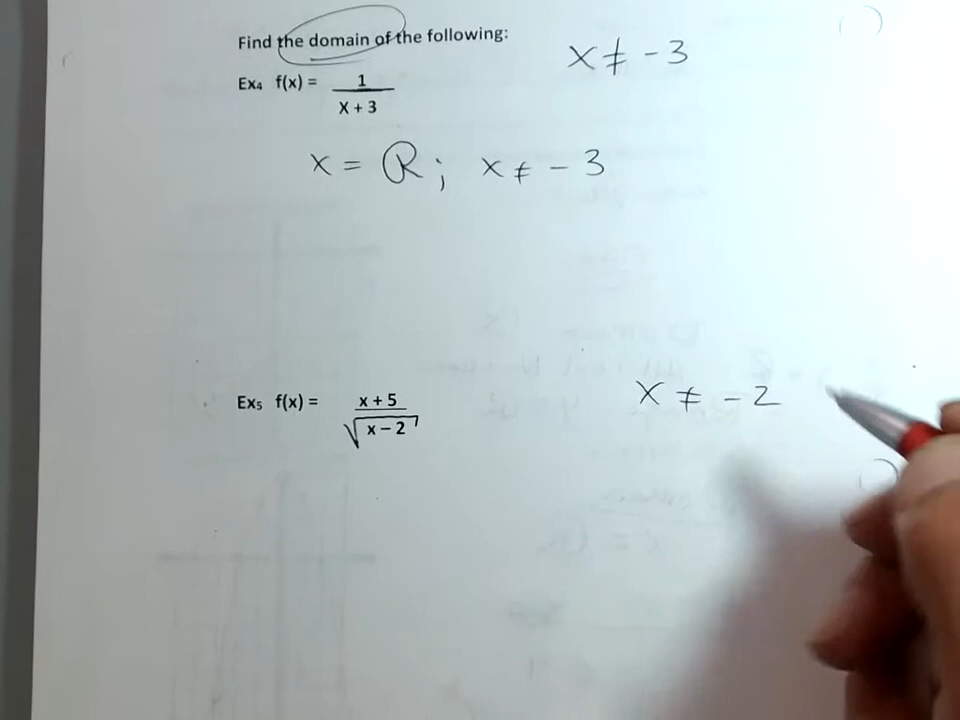 Find the domain of the following:
x ≠ -3
Ex4 f(x) = 1
X + 3
x = ℝ; x ≠ -3
x ≠ -2
Ex5 f(x) = x + 5
√x - 2